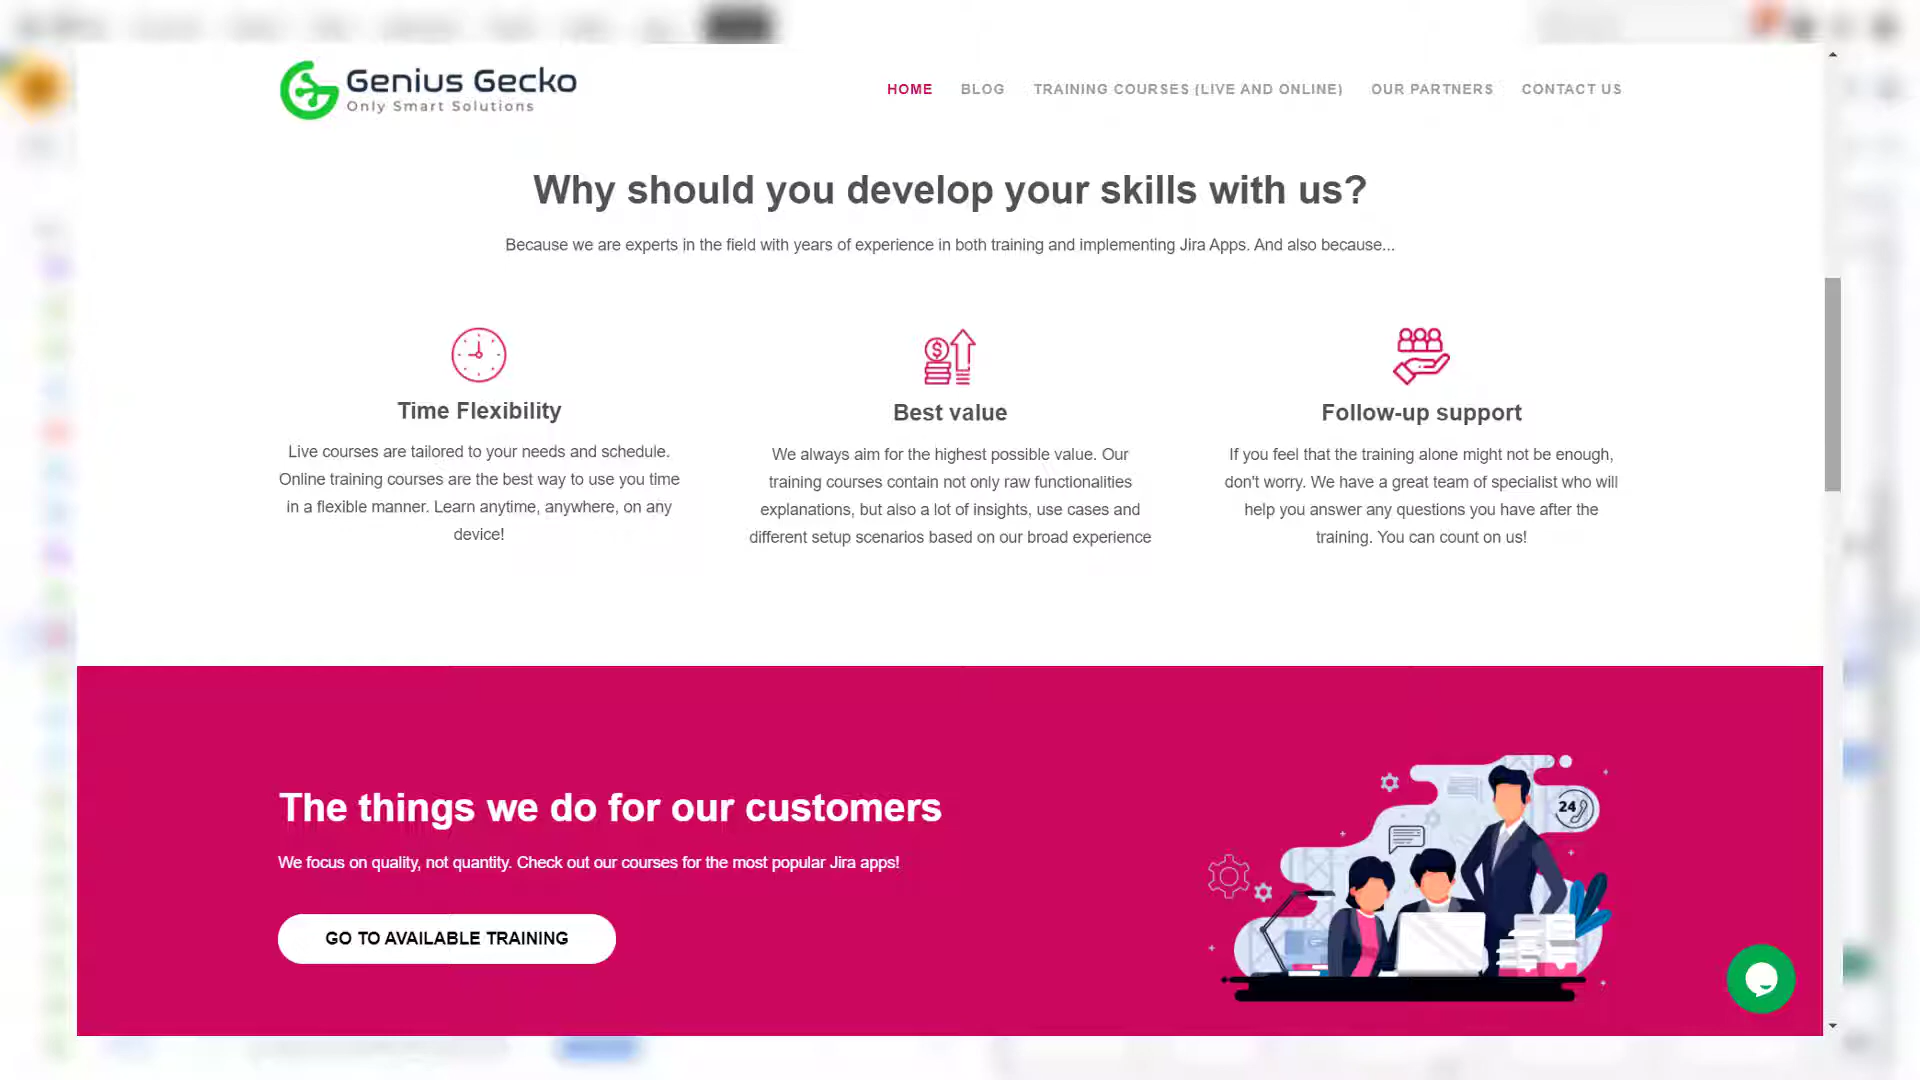 Genius Gecko
Only Smart Solutions
HOME BLOG TRAINING COURSES (LIVE AND ONLINE) OUR PARTNERS CONTACT US
Why should you develop your skills with us?
Because we are experts in the field with years of experience in both training and implementing Jira Apps. And also because...
Time Flexibility
Live courses are tailored to your needs and schedule.
Online training courses are the best way to use you time
in a flexible manner. Learn anytime, anywhere, on any
device!
Best value
We always aim for the highest possible value. Our
training courses contain not only raw functionalities
explanations, but also a lot of insights, use cases and
different setup scenarios based on our broad experience
Follow-up support
If you feel that the training alone might not be enough,
don't worry. We have a great team of specialist who will
help you answer any questions you have after the
training. You can count on us!
The things we do for our customers
We focus on quality, not quantity. Check out our courses for the most popular Jira apps!
GO TO AVAILABLE TRAINING
24